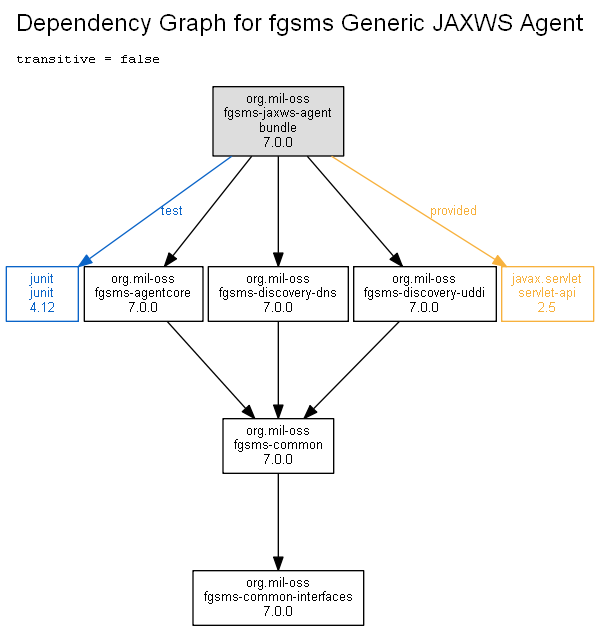 Dependency Graph for fgsms Generic JAXWS Agent
transitive = false
org.mil-oss
fgsms-jaxws-agent
bundle
7.0.0
test
provided
junit
junit
4.12
org.mil-oss
fgsms-agentcore
7.0.0
org.mil-oss
fgsms-discovery-dns
7.0.0
org.mil-oss
fgsms-discovery-uddi
7.0.0
javax.servlet
servlet-api
2.5
org.mil-oss
fgsms-common
7.0.0
org.mil-oss
fgsms-common-interfaces
7.0.0